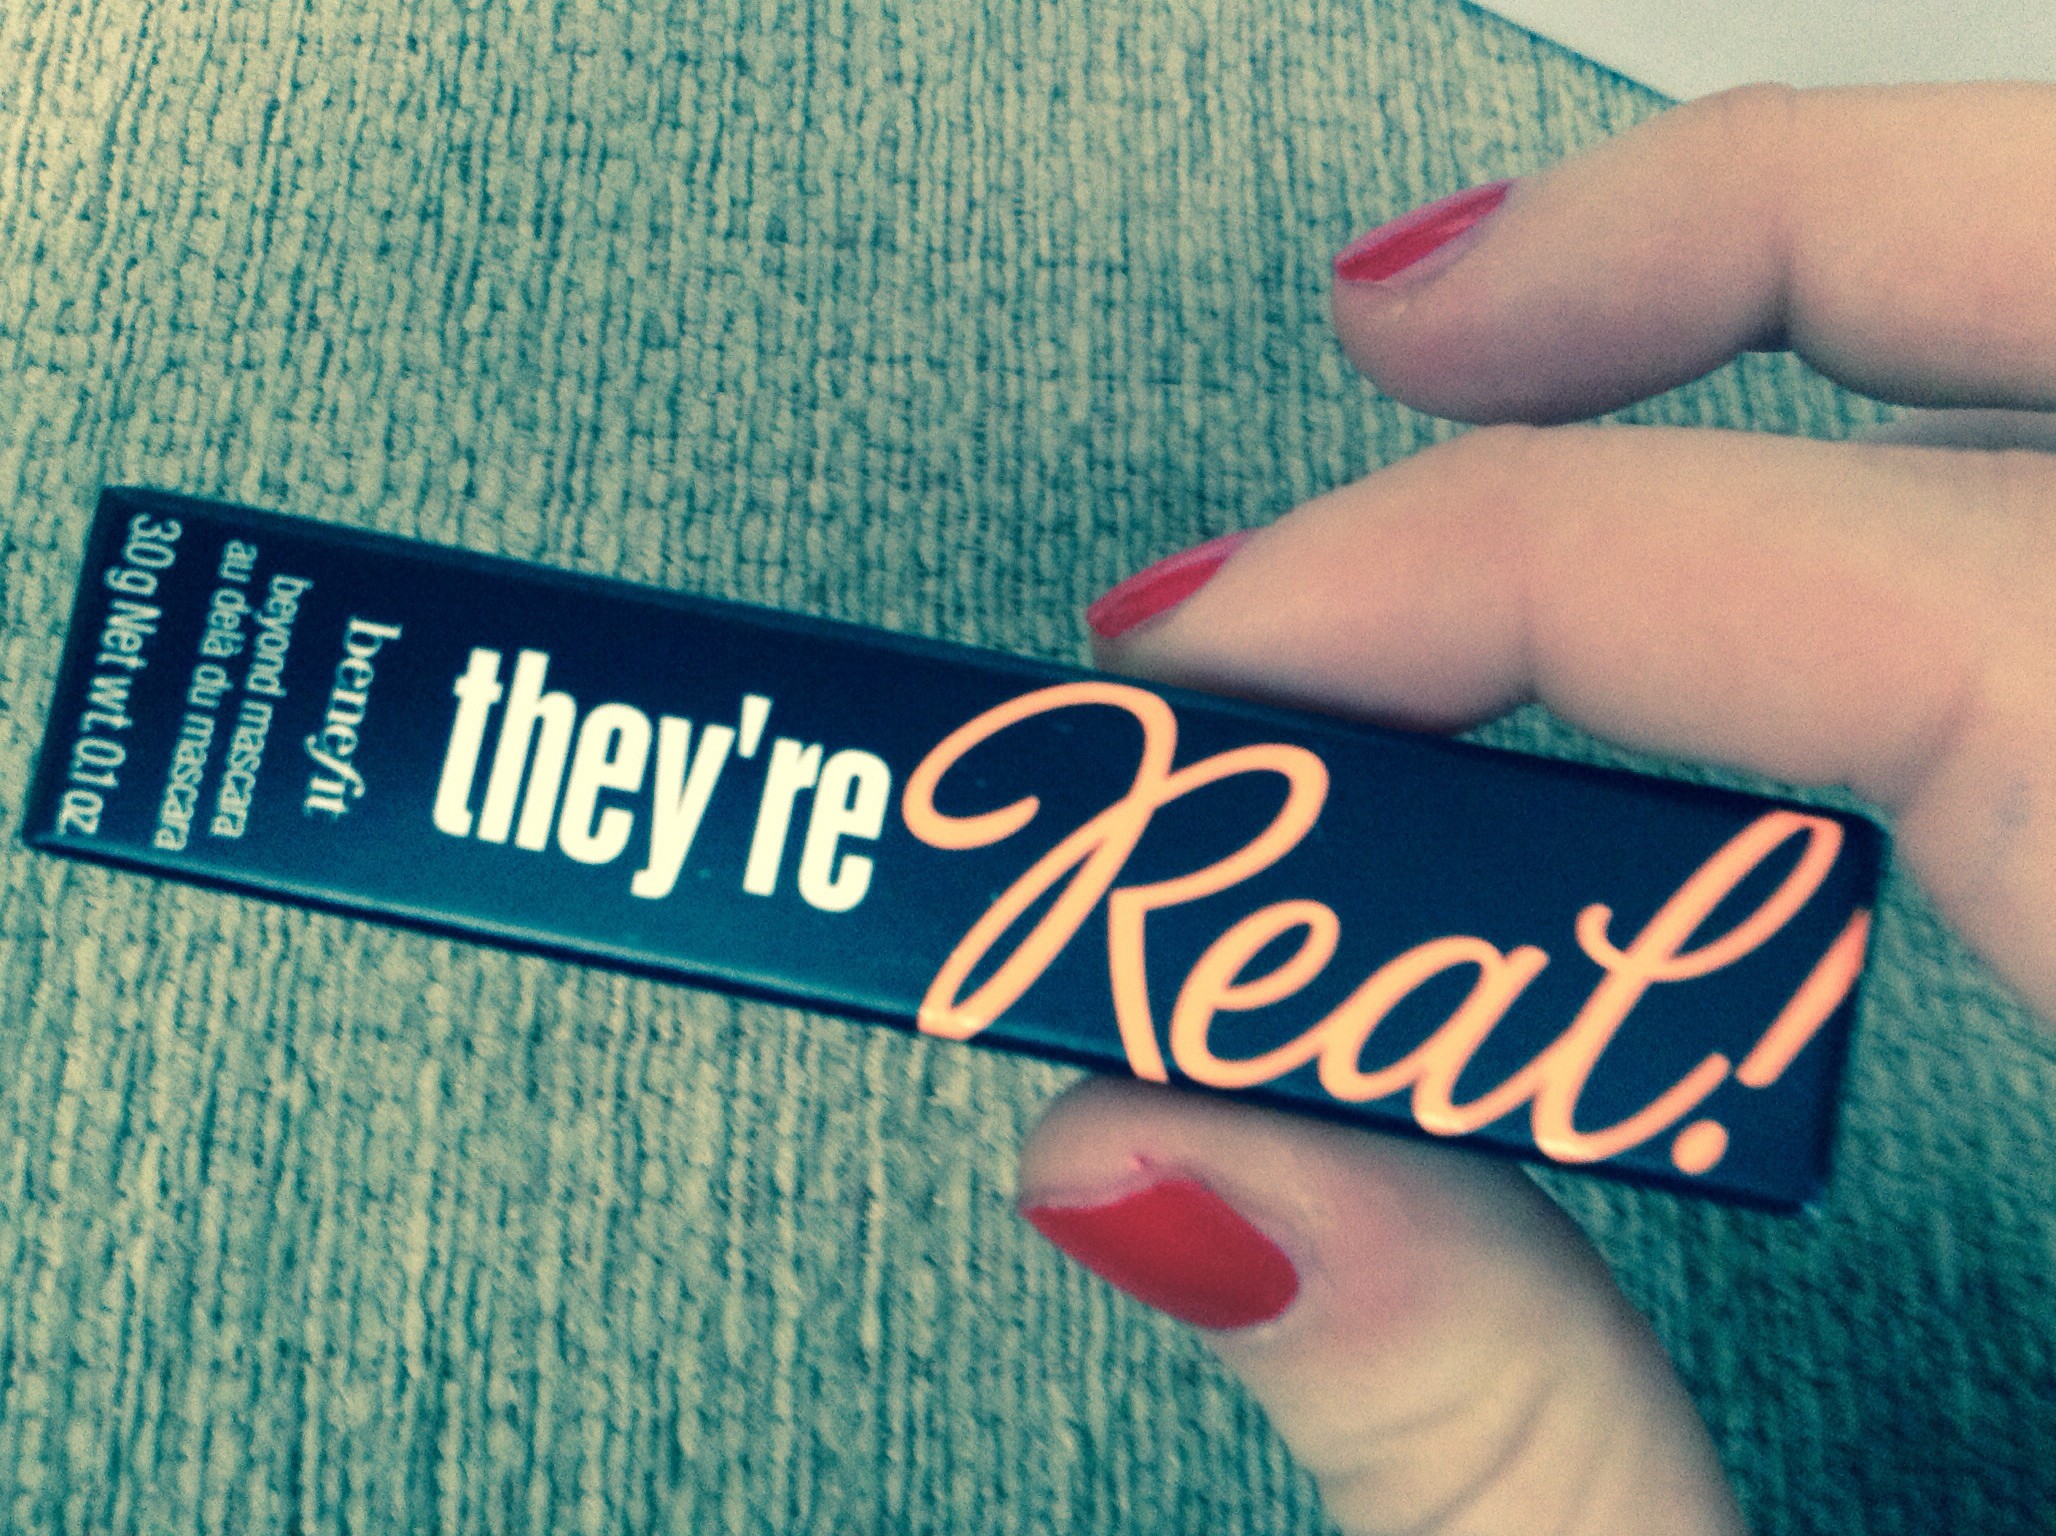 they're
Real!
benefit
beyond mascara
au delà du mascara
3.0 g Net wt. 0.1 oz.